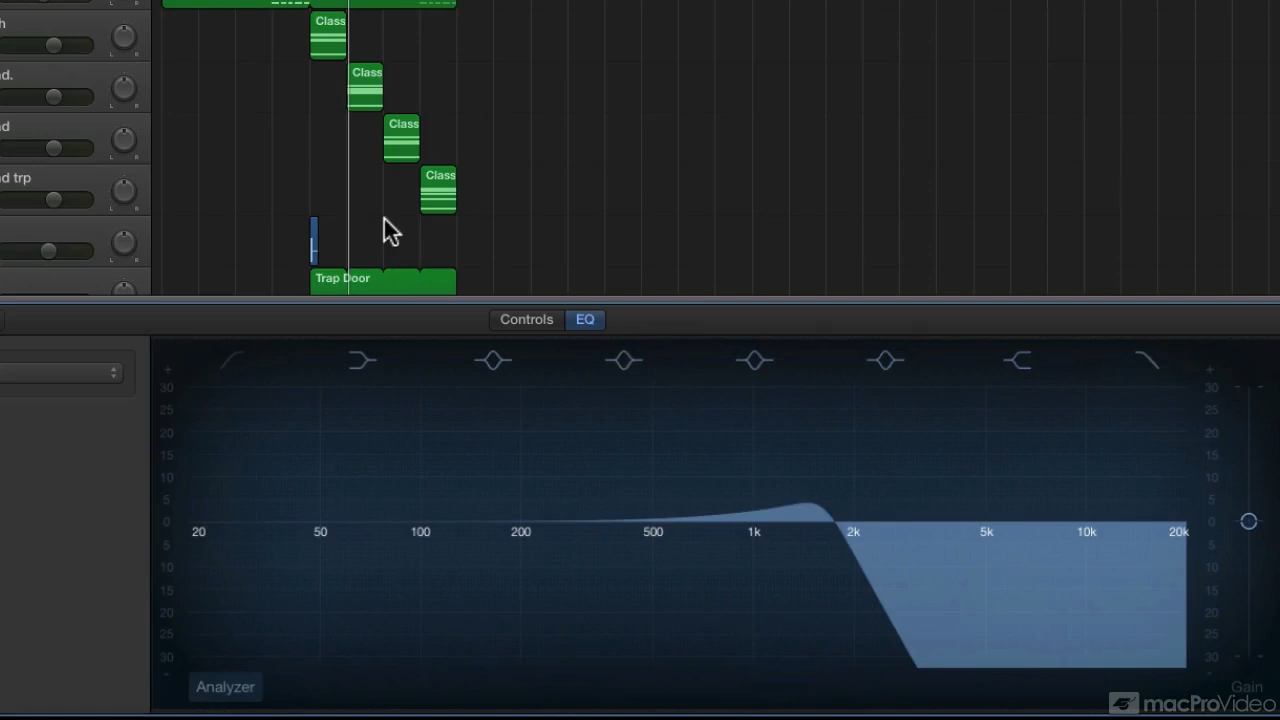 h
Class
d.
Class
d
Class
d trp
Class
Trap Door
Controls
EQ
+
+
30
30
25
25
20
20
15
15
10
10
5
5
0
0
20
50
100
200
500
1k
2k
5k
10k
20k
5
5
10
10
15
15
20
20
25
25
30
30
-
-
Analyzer
Gain
macProVideo
L R
L R
L R
L R
L R